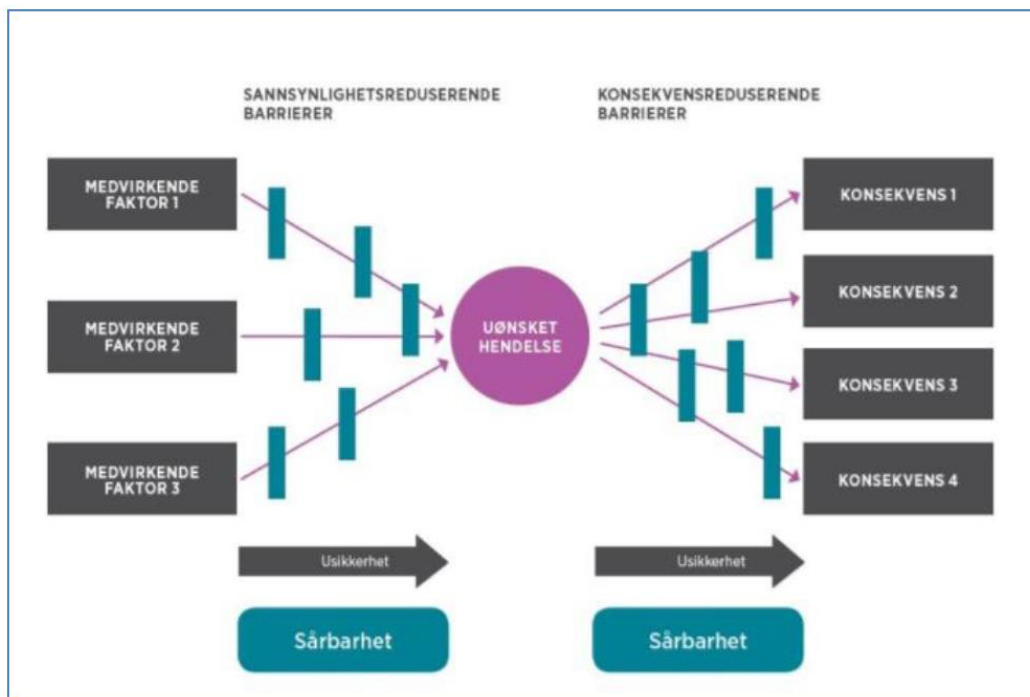 SANNSYNLIGHETSREDUSERENDE
BARRIERER
KONSEKVENSREDUSERENDE
BARRIERER
MEDVIRKENDE
FAKTOR 1
MEDVIRKENDE
FAKTOR 2
MEDVIRKENDE
FAKTOR 3
UØNSKET
HENDELSE
KONSEKVENS 1
KONSEKVENS 2
KONSEKVENS 3
KONSEKVENS 4
Usikkerhet
Usikkerhet
Sårbarhet
Sårbarhet